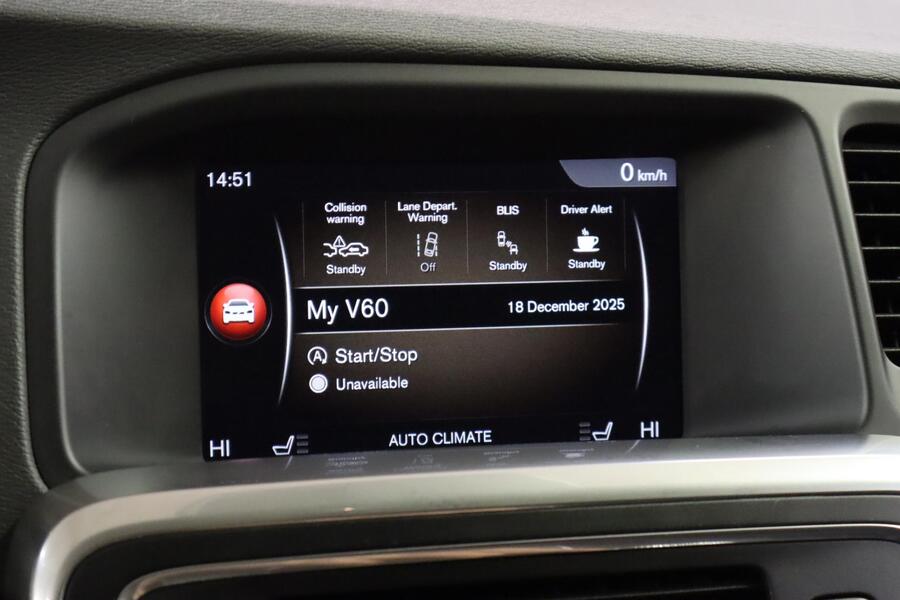 14:51
0 km/h
Collision
warning
Standby
Lane Depart.
Warning
Off
BLIS
Standby
Driver Alert
Standby
My V60
18 December 2025
A Start/Stop
Unavailable
HI
AUTO CLIMATE
HI